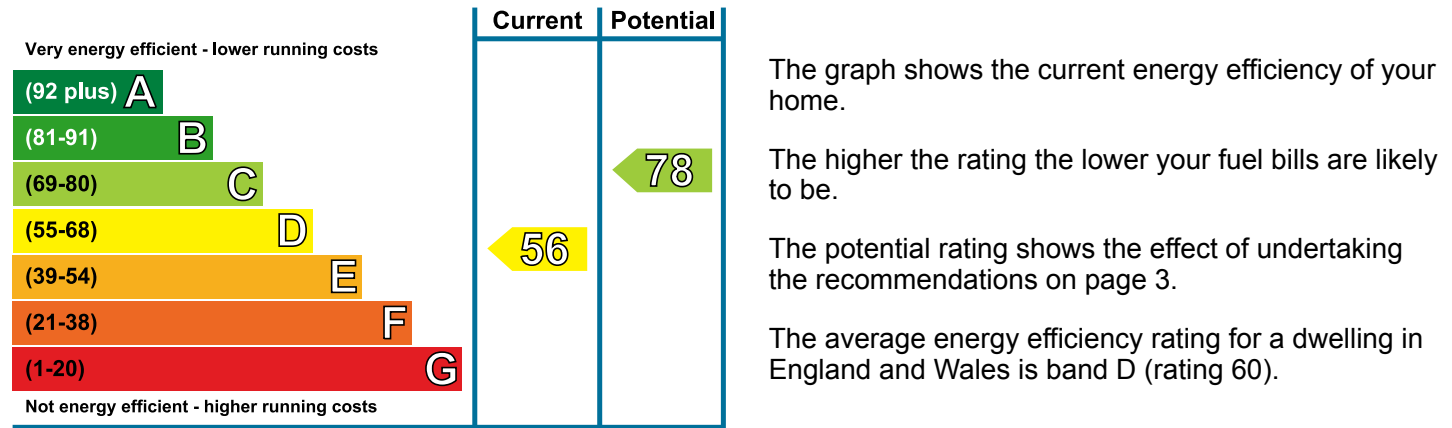 Current Potential
Very energy efficient - lower running costs
(92 plus) A
(81-91) B
(69-80) C
(55-68) D
(39-54) E
(21-38) F
(1-20) G
Not energy efficient - higher running costs
78
56
The graph shows the current energy efficiency of your
home.
The higher the rating the lower your fuel bills are likely
to be.
The potential rating shows the effect of undertaking
the recommendations on page 3.
The average energy efficiency rating for a dwelling in
England and Wales is band D (rating 60).